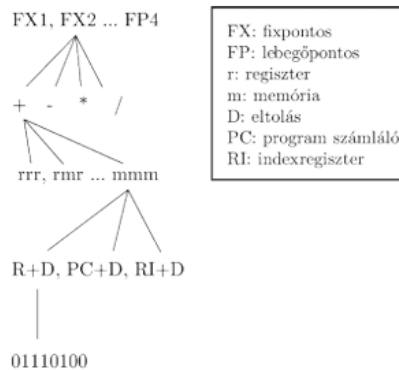 FX1, FX2 ... FP4
+ - * /
rrr, rmr ... mmm
R+D, PC+D, RI+D
01110100
FX: fixpontos
FP: lebegőpontos
r: regiszter
m: memória
D: eltolás
PC: program számláló
RI: indexregiszter